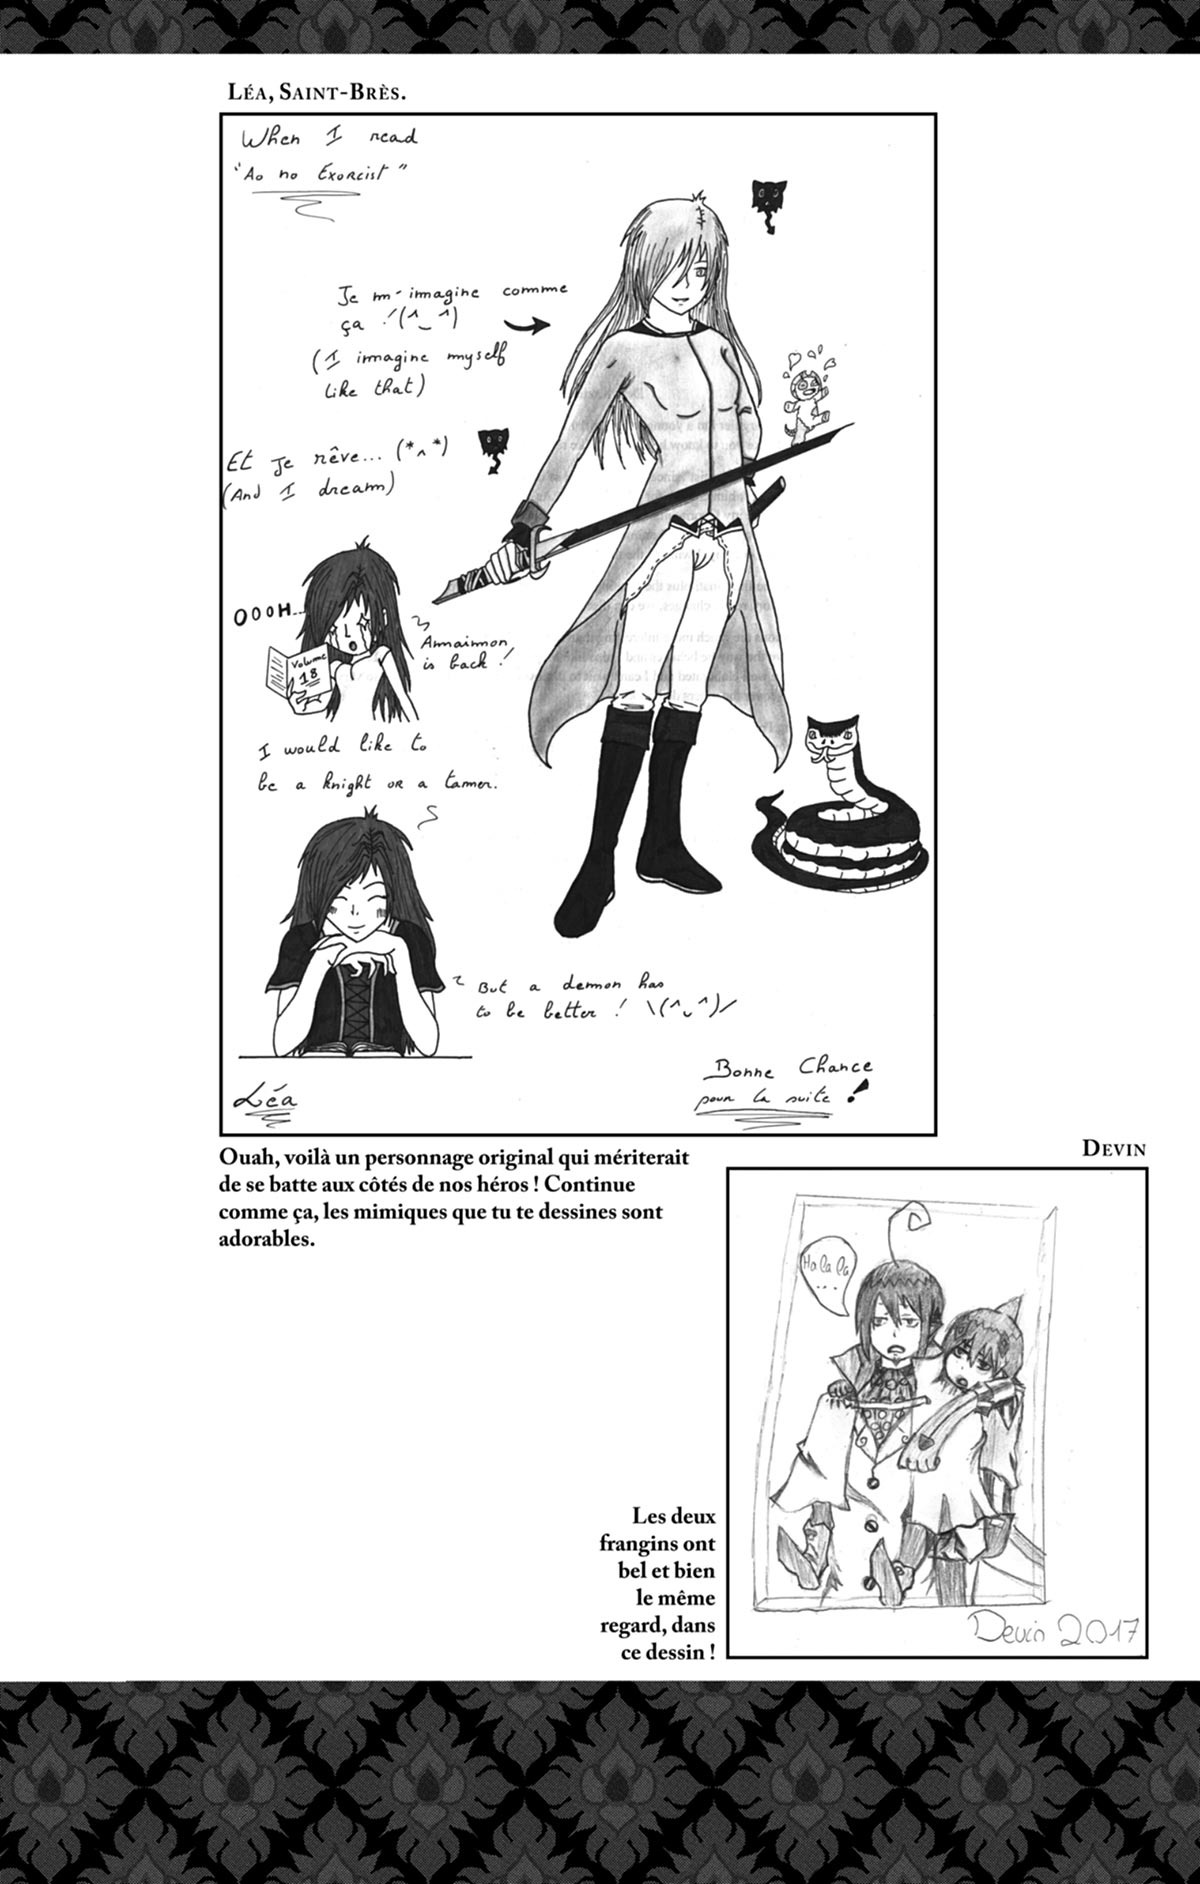 LÉA, SAINT-BRÈS.
When I read
"Ao no Exorcist"
Je m'imagine comme
ça !(^‿^)
(I imagine myself
like that)
Et je rêve... (*^*)
(And I dream)
OOOH...
Volume
18
Amaimon
is back !
I would like to
be a knight OR a tamer.
But a demon has
to be better ! \(^◡^)/
Léa
Bonne Chance
pour la suite !
Ouah, voilà un personnage original qui mériterait
de se batte aux côtés de nos héros ! Continue
comme ça, les mimiques que tu te dessines sont
adorables.
DEVIN
Ha la la
...
Les deux
frangins ont
bel et bien
le même
regard, dans
ce dessin !
Devin 2017